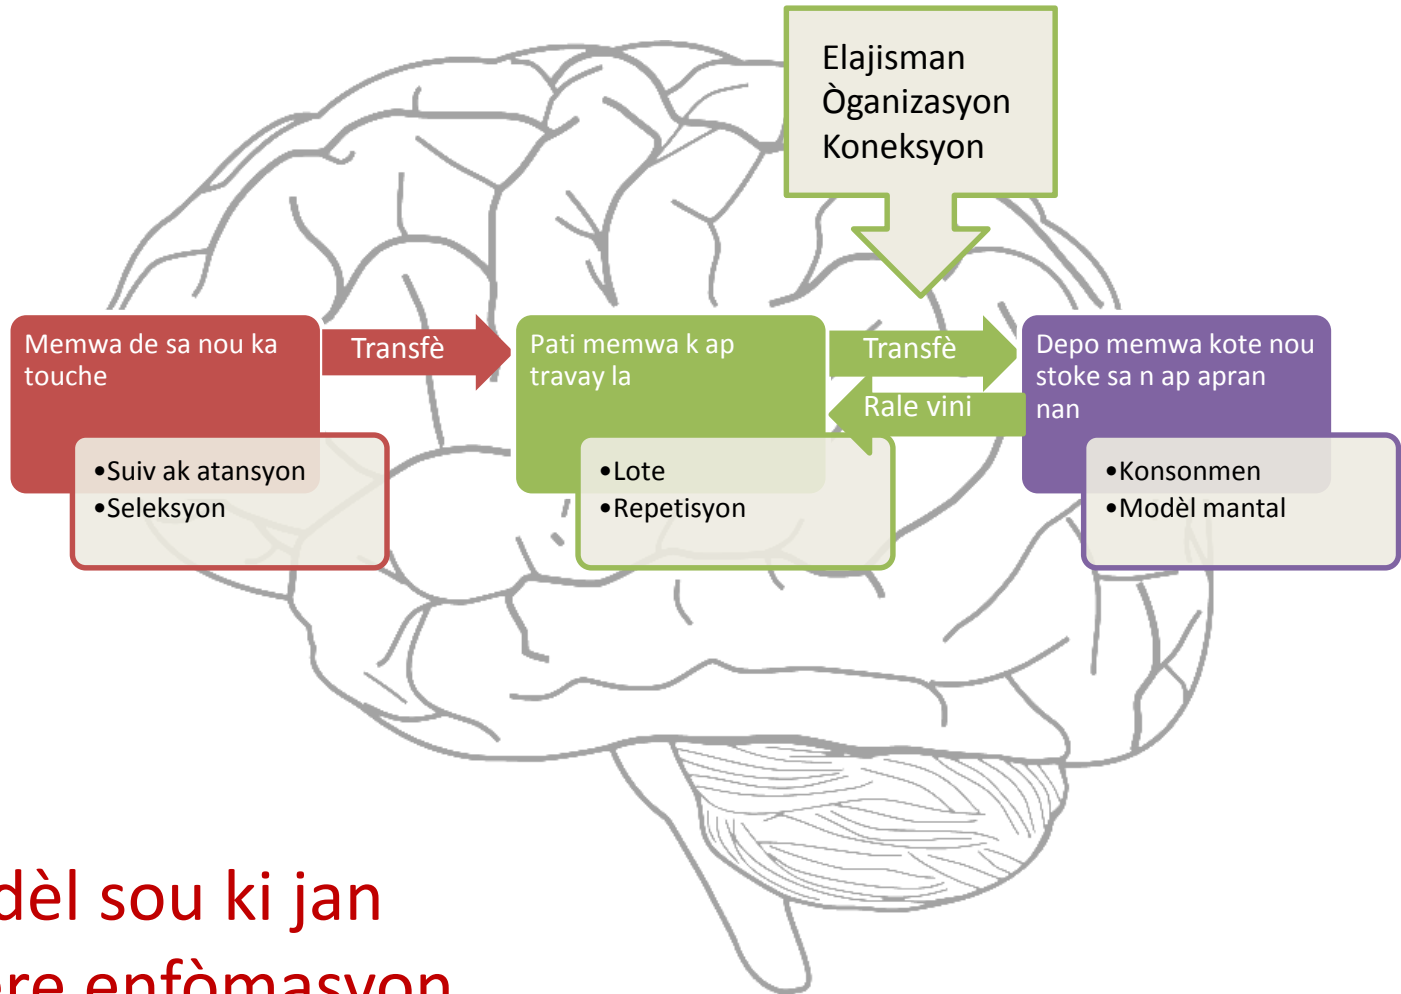 Elajisman
Òganizasyon
Koneksyon
Memwa de sa nou ka
touche
Transfè
Pati memwa k ap
travay la
Transfè
Rale vini
Depo memwa kote nou
stoke sa n ap apran
nan
•Suiv ak atansyon
•Seleksyon
•Lote
•Repetisyon
•Konsonmen
•Modèl mantal
dèl sou ki jan
ere enfòmasyon